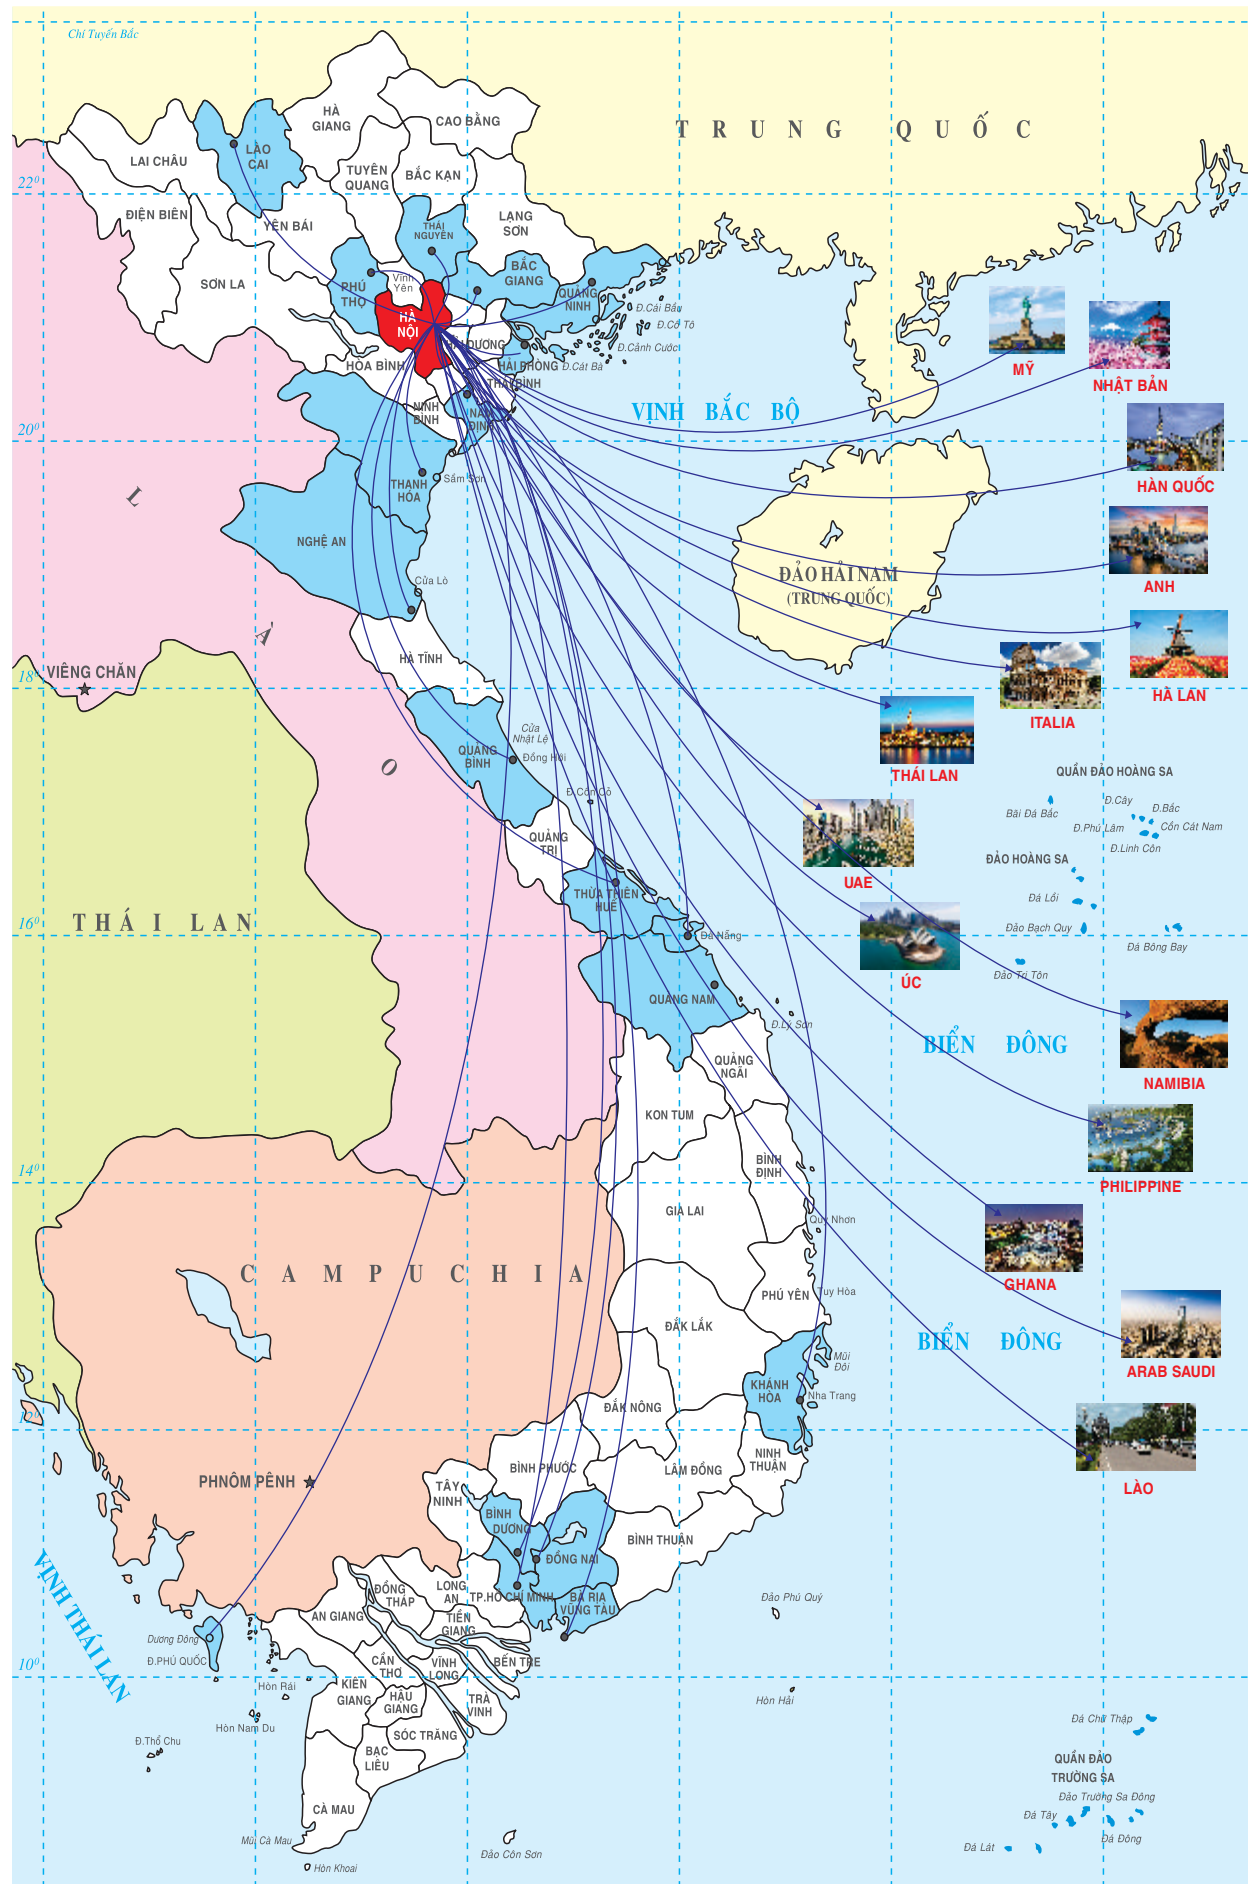 Chí Tuyến Bắc
TRUNG QUỐC
HÀ
GIANG
CAO BẰNG
LÀO
CAI
LAI CHÂU
TUYÊN
QUANG
BẮC KẠN
22⁰
ĐIỆN BIÊN
YÊN BÁI
THÁI
NGUYÊN
LẠNG
SƠN
SƠN LA
PHÚ
THỌ
Vĩnh
Yên
BẮC
GIANG
QUẢNG
NINH
HÀ
NỘI
HẢI DƯƠNG
Đ.Cái Bầu
Đ.Cô Tô
Đ.Cảnh Cước
HÒA BÌNH
HẢI PHÒNG
Đ.Cát Bà
THÁI BÌNH
MỸ
NHẬT BẢN
NINH
BÌNH
NAM
ĐỊNH
VỊNH BẮC BỘ
20⁰
THANH
HÓA
Sầm Sơn
HÀN QUỐC
NGHỆ AN
Cửa Lò
ĐẢO HẢI NAM
(TRUNG QUỐC)
ANH
LÀO
HÀ TĨNH
VIÊNG CHĂN
18⁰
HÀ LAN
ITALIA
Cửa
Nhật Lệ
QUẢNG
BÌNH
Đồng Hới
THÁI LAN
QUẦN ĐẢO HOÀNG SA
Đ.Cồn Cỏ
Bãi Đá Bắc
Đ.Cây
Đ.Bắc
Đ.Phú Lâm
Cồn Cát Nam
Đ.Linh Côn
QUẢNG
TRỊ
ĐẢO HOÀNG SA
UAE
THỪA THIÊN
HUẾ
Đá Lồi
THÁI LAN
16⁰
Đà Nẵng
Đảo Bạch Quy
Đá Bông Bay
Đảo Tri Tôn
ÚC
QUẢNG NAM
Đ.Lý Sơn
BIỂN ĐÔNG
QUẢNG
NGÃI
NAMIBIA
KON TUM
14⁰
BÌNH
ĐỊNH
PHILIPPINE
GIA LAI
Quy Nhơn
CAMPUCHIA
GHANA
PHÚ YÊN
Tuy Hòa
ĐẮK LẮK
BIỂN ĐÔNG
Mũi
Đôi
ARAB SAUDI
KHÁNH
HÒA
Nha Trang
12⁰
ĐẮK NÔNG
NINH
THUẬN
BÌNH PHƯỚC
LÂM ĐỒNG
PHNÔM PÊNH
TÂY
NINH
LÀO
BÌNH
DƯƠNG
BÌNH THUẬN
ĐỒNG NAI
VỊNH THÁI LAN
ĐỒNG
THÁP
LONG
AN
TP.HỒ CHÍ MINH
BÀ RỊA
VŨNG TÀU
Đảo Phú Quý
AN GIANG
TIỀN
GIANG
Dương Đông
Đ.PHÚ QUỐC
CẦN
THƠ
VĨNH
LONG
BẾN TRE
10⁰
Hòn Rái
KIÊN
GIANG
HẬU
GIANG
TRÀ
VINH
Hòn Hải
Hòn Nam Du
Đ.Thổ Chu
SÓC TRĂNG
BẠC
LIÊU
Đá Chữ Thập
QUẦN ĐẢO
TRƯỜNG SA
Đảo Trường Sa Đông
CÀ MAU
Đá Tây
Đá Đông
Mũi Cà Mau
Đảo Côn Sơn
Đá Lát
Hòn Khoai